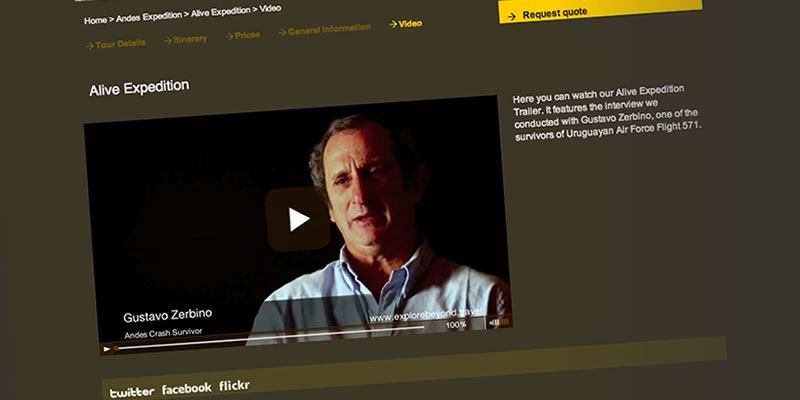 Home > Andes Expedition > Alive Expedition > Video
Request quote
Tour Details Itinerary Prices General Information Video
Alive Expedition
Here you can watch our Alive Expedition
Trailer. It features the interview we
conducted with Gustavo Zerbino, one of the
survivors of Uruguayan Air Force Flight 571.
Gustavo Zerbino
Andes Crash Survivor
www.explorebeyond.travel
100%
twitter facebook flickr